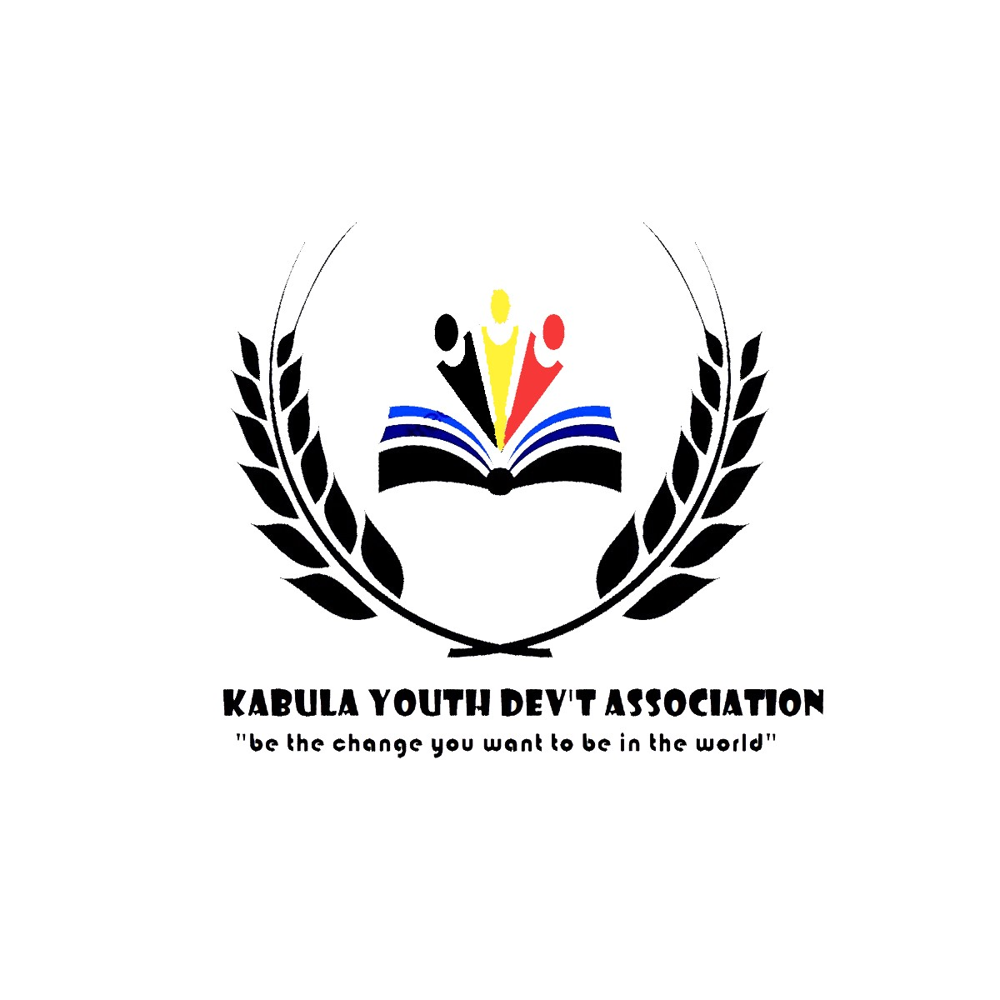 KABULA YOUTH DEV'T ASSOCIATION
"be the change you want to be in the world"